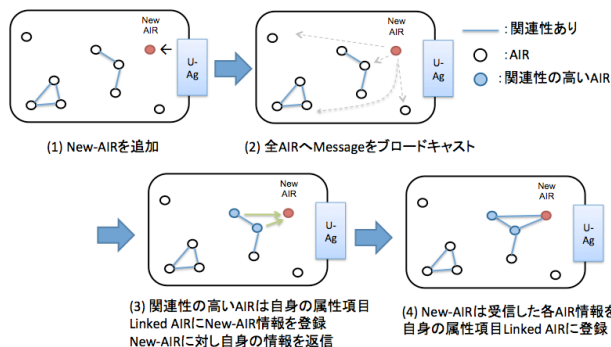 New
AIR
U-
Ag
(1) New-AIRを追加
New
AIR
U-
Ag
(2) 全AIRへMessageをブロードキャスト
：関連性あり
：AIR
：関連性の高いAIR
New
AIR
U-
Ag
(3) 関連性の高いAIRは自身の属性項目
Linked AIRにNew-AIR情報を登録
New-AIRに対し自身の情報を返信
New
AIR
U-
Ag
(4) New-AIRは受信した各AIR情報を
自身の属性項目Linked AIRに登録